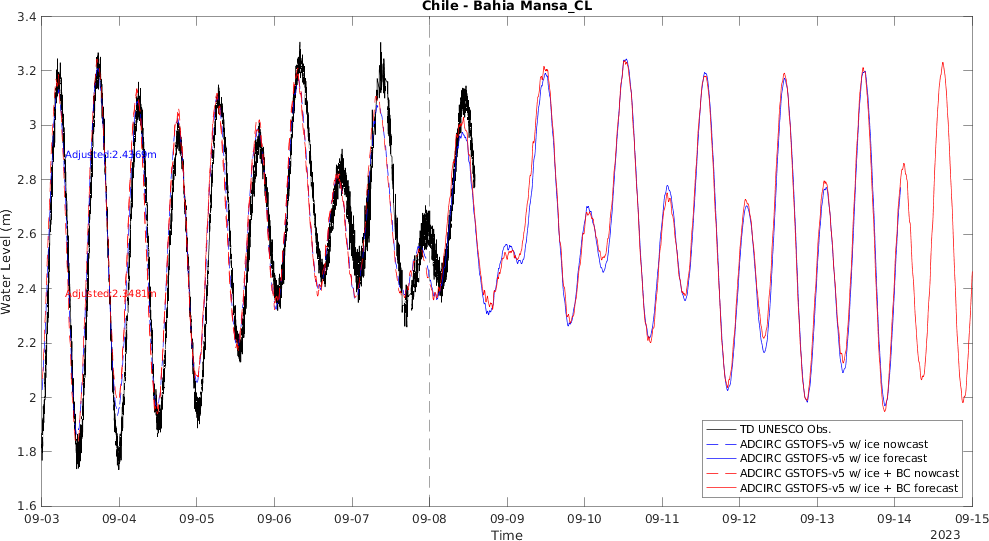 Chile - Bahia Mansa_CL
3.4
3.2
3
2.8
2.6
2.4
2.2
2
1.8
1.6
Water Level (m)
Adjusted:2.4369m
Adjusted:2.3481m
TD UNESCO Obs.
ADCIRC GSTOFS-v5 w/ ice nowcast
ADCIRC GSTOFS-v5 w/ ice forecast
ADCIRC GSTOFS-v5 w/ ice + BC nowcast
ADCIRC GSTOFS-v5 w/ ice + BC forecast
09-03 09-04 09-05 09-06 09-07 09-08 09-09 09-10 09-11 09-12 09-13 09-14 09-15
Time
2023